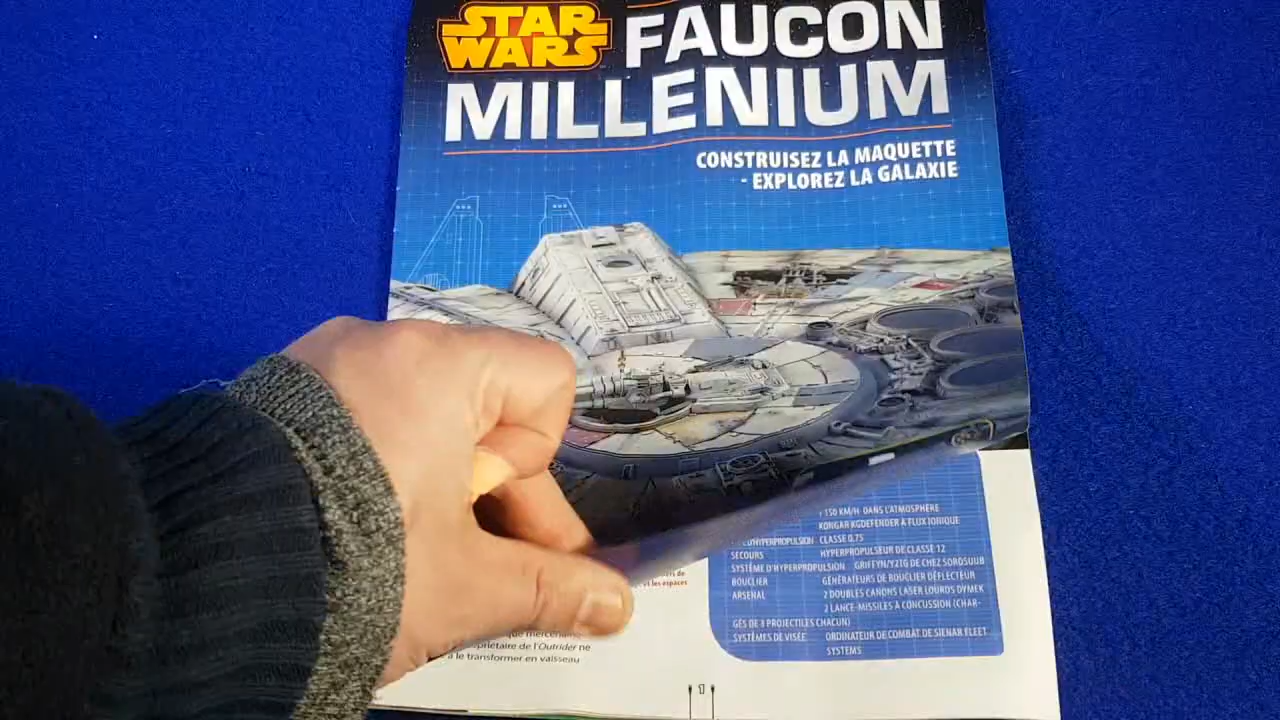 STAR
WARS
FAUCON
MILLENIUM
CONSTRUISEZ LA MAQUETTE
- EXPLOREZ LA GALAXIE
150 KM/H DANS L'ATMOSPHÈRE
KONGAR KGDEFENDER À FLUX IONIQUE
D'HYPERPROPULSION CLASSE 0.75
SECOURS HYPERPROPULSEUR DE CLASSE 12
SYSTÈME D'HYPERPROPULSION GRIFFYN/Y2TG DE CHEZ SOROSUUB
BOUCLIER GÉNÉRATEURS DE BOUCLIER DÉFLECTEUR
ARSENAL 2 DOUBLES CANONS LASER LOURDS DYMEK
2 LANCE-MISSILES À CONCUSSION (CHAR-
GÉS DE 3 PROJECTILES CHACUN)
SYSTÈMES DE VISÉE ORDINATEUR DE COMBAT DE SIENAR FLEET
SYSTEMS
de
et les espaces
que
propriétaire de l'Outrider ne
à le transformer en vaisseau
1